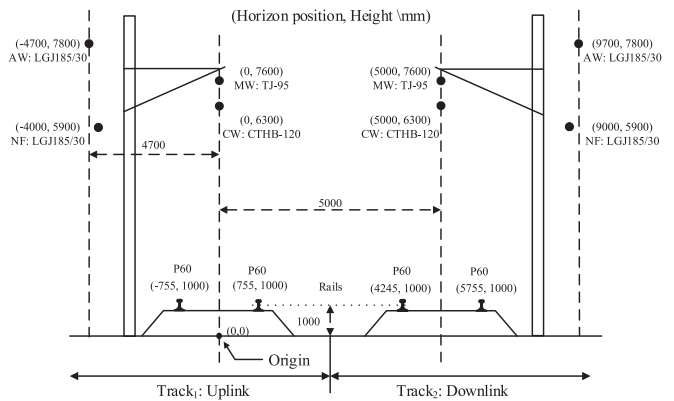 (Horizon position, Height \mm)
(-4700, 7800)
AW: LGJ185/30
(9700, 7800)
AW: LGJ185/30
(0, 7600)
MW: TJ-95
(5000, 7600)
MW: TJ-95
(0, 6300)
CW: CTHB-120
(5000, 6300)
CW: CTHB-120
(-4000, 5900)
NF: LGJ185/30
(9000, 5900)
NF: LGJ185/30
4700
5000
P60
(-755, 1000)
P60
(755, 1000)
Rails
P60
(4245, 1000)
P60
(5755, 1000)
1000
(0,0)
Origin
Track₁: Uplink
Track₂: Downlink